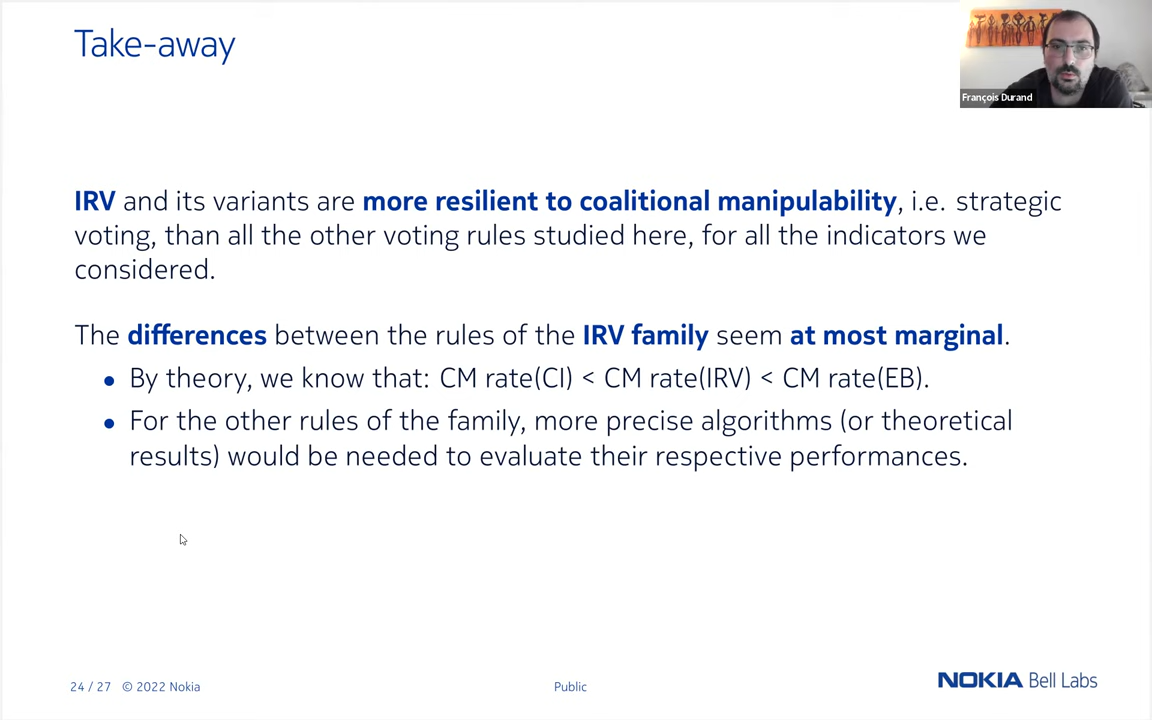 Take-away
François Durand
IRV and its variants are more resilient to coalitional manipulability, i.e. strategic
voting, than all the other voting rules studied here, for all the indicators we
considered.
The differences between the rules of the IRV family seem at most marginal.
• By theory, we know that: CM rate(CI) < CM rate(IRV) < CM rate(EB).
• For the other rules of the family, more precise algorithms (or theoretical
results) would be needed to evaluate their respective performances.
24 / 27 © 2022 Nokia
Public
NOKIA Bell Labs